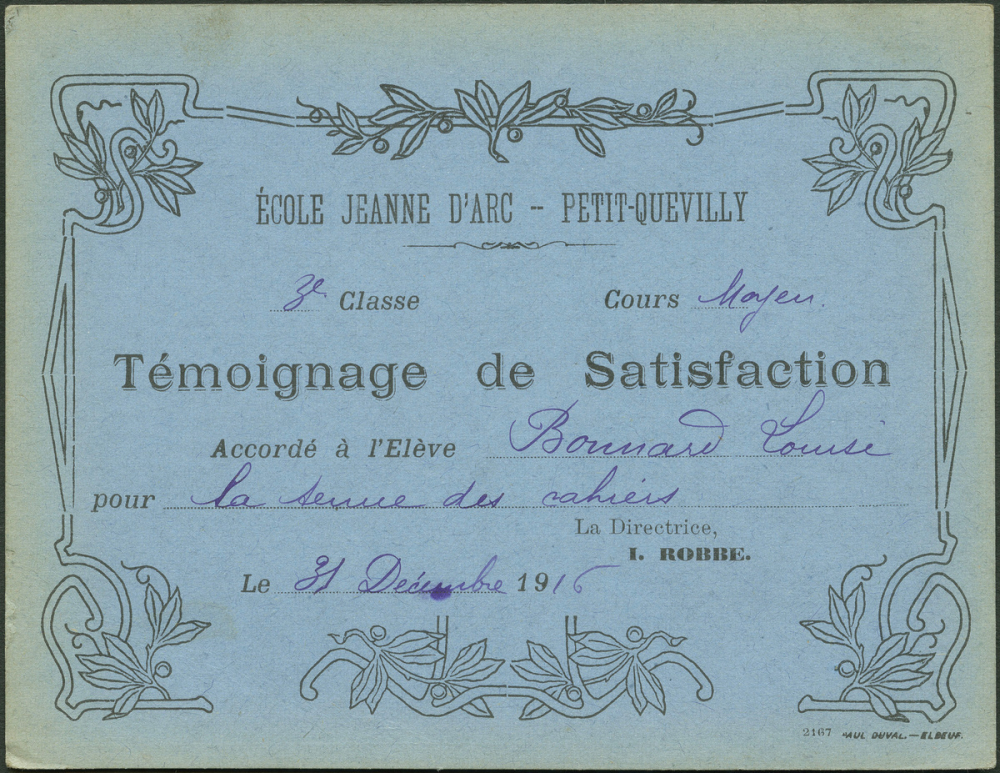 ÉCOLE JEANNE D'ARC -- PETIT-QUEVILLY
3e Classe Cours Moyen.
Témoignage de Satisfaction
Accordé à l'Elève Bonnard Louise
pour la tenue des cahiers
La Directrice,
I. ROBBE.
Le 31 Décembre 1916
2167 PAUL DUVAL.—ELBEUF.